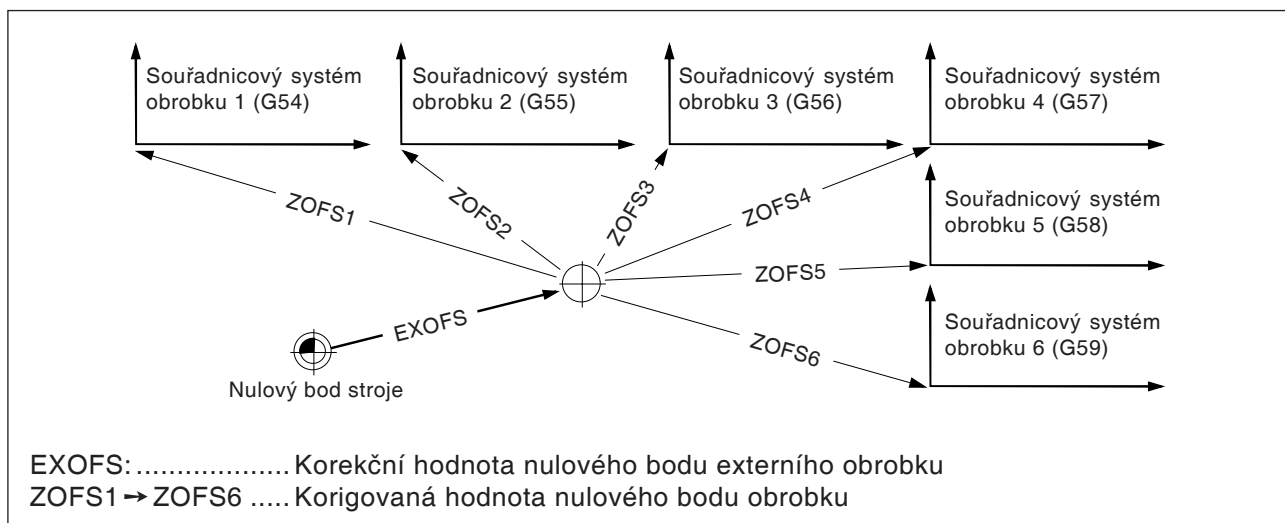 Souřadnicový systém
obrobku 1 (G54)
Souřadnicový systém
obrobku 2 (G55)
Souřadnicový systém
obrobku 3 (G56)
Souřadnicový systém
obrobku 4 (G57)
ZOFS1
ZOFS2
ZOFS3
ZOFS4
Souřadnicový systém
obrobku 5 (G58)
ZOFS5
EXOFS
ZOFS6
Souřadnicový systém
obrobku 6 (G59)
Nulový bod stroje
EXOFS: ................... Korekční hodnota nulového bodu externího obrobku
ZOFS1 → ZOFS6 ..... Korigovaná hodnota nulového bodu obrobku